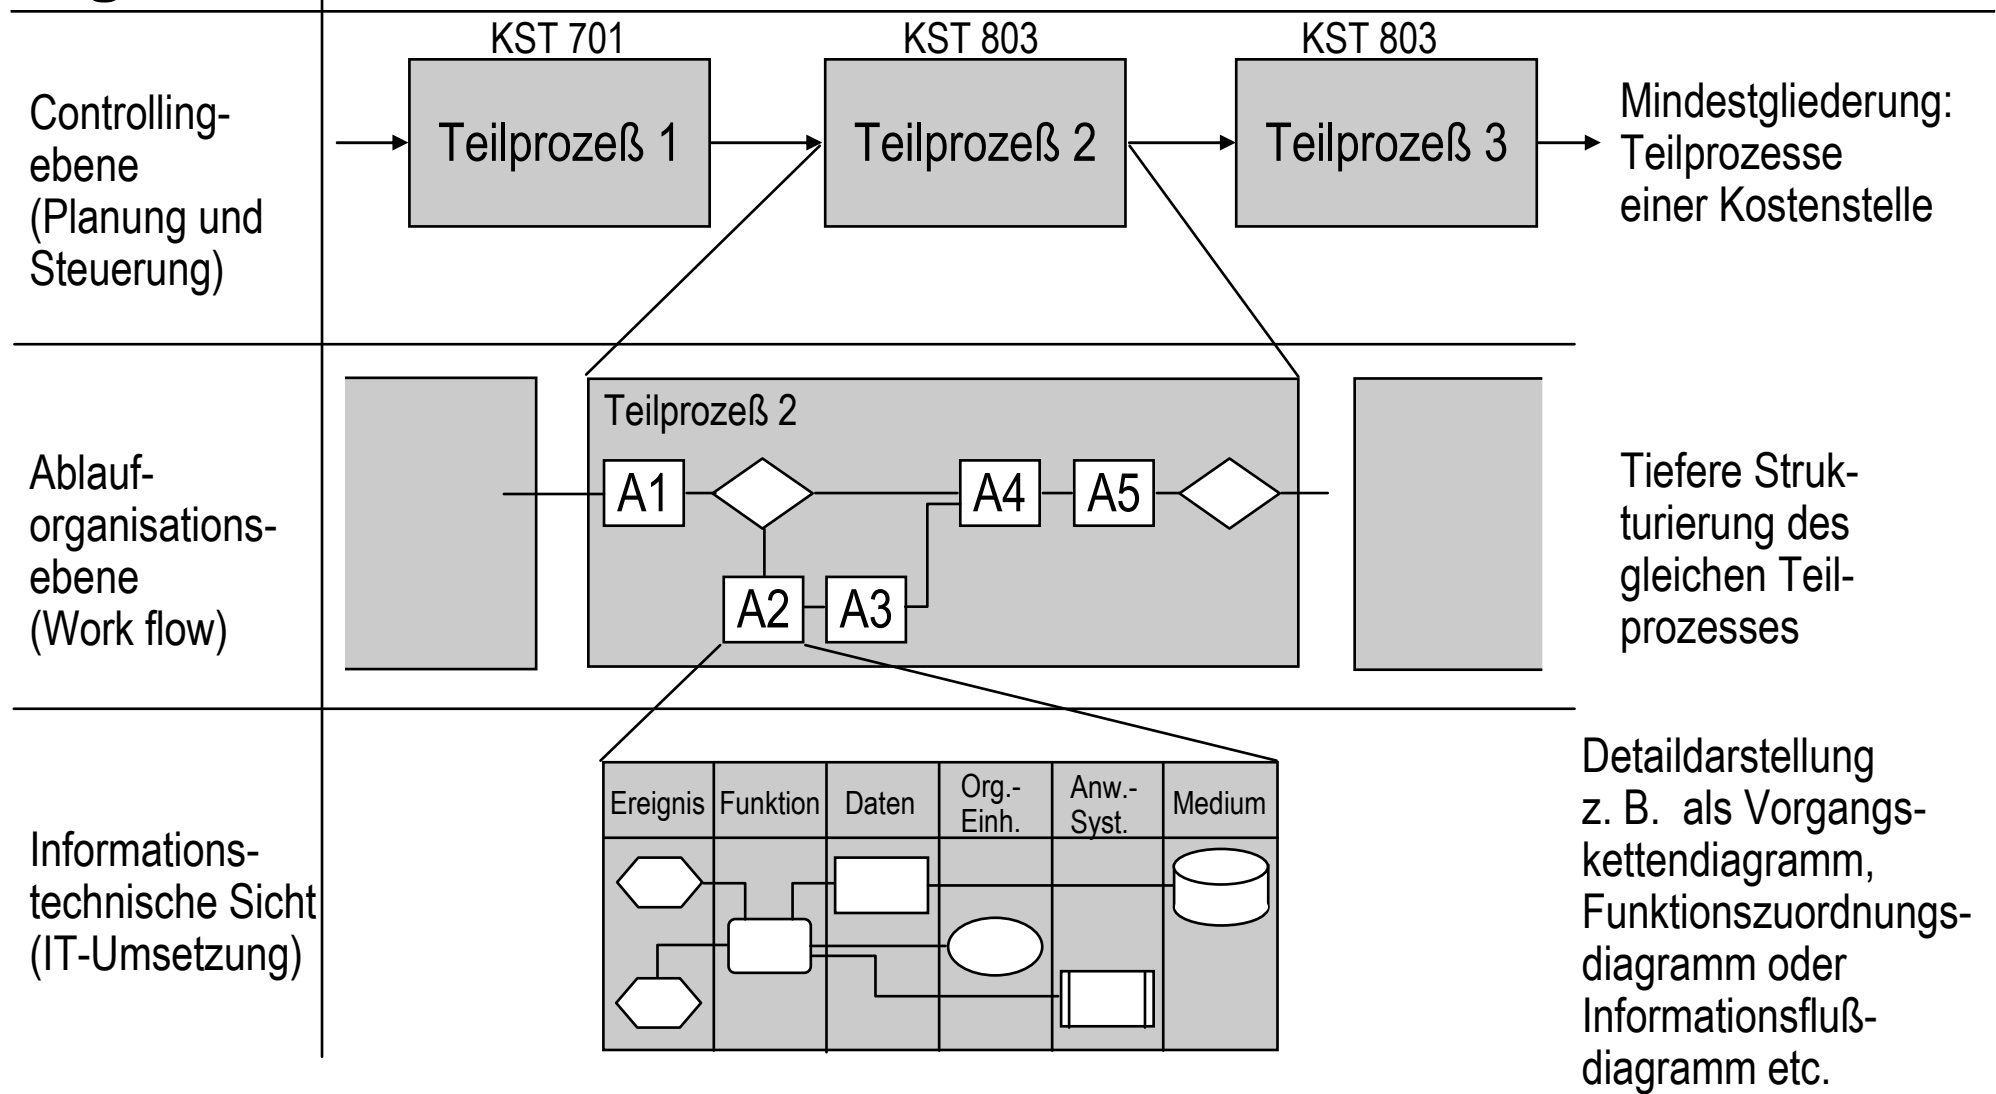 KST 701
KST 803
KST 803
Controlling-
ebene
(Planung und
Steuerung)
Teilprozeß 1
Teilprozeß 2
Teilprozeß 3
Mindestgliederung:
Teilprozesse
einer Kostenstelle
Ablauf-
organisations-
ebene
(Work flow)
Teilprozeß 2
A1
A4
A5
A2
A3
Tiefere Struk-
turierung des
gleichen Teil-
prozesses
Informations-
technische Sicht
(IT-Umsetzung)
Ereignis
Funktion
Daten
Org.-
Einh.
Anw.-
Syst.
Medium
Detaildarstellung
z. B. als Vorgangs-
kettendiagramm,
Funktionszuordnungs-
diagramm oder
Informationsfluß-
diagramm etc.